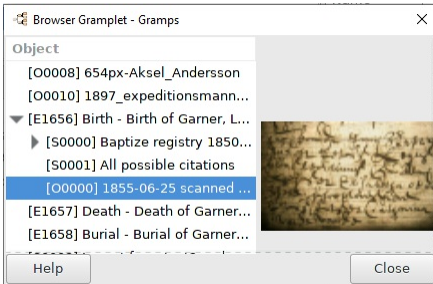 Browser Gramplet - Gramps
Object
[O0008] 654px-Aksel_Andersson
[O0010] 1897_expeditionsmann...
[E1656] Birth - Birth of Garner, L...
[S0000] Baptize registry 1850...
[S0001] All possible citations
[O0000] 1855-06-25 scanned ...
[E1657] Death - Death of Garner...
[E1658] Burial - Burial of Garner...
Help
Close